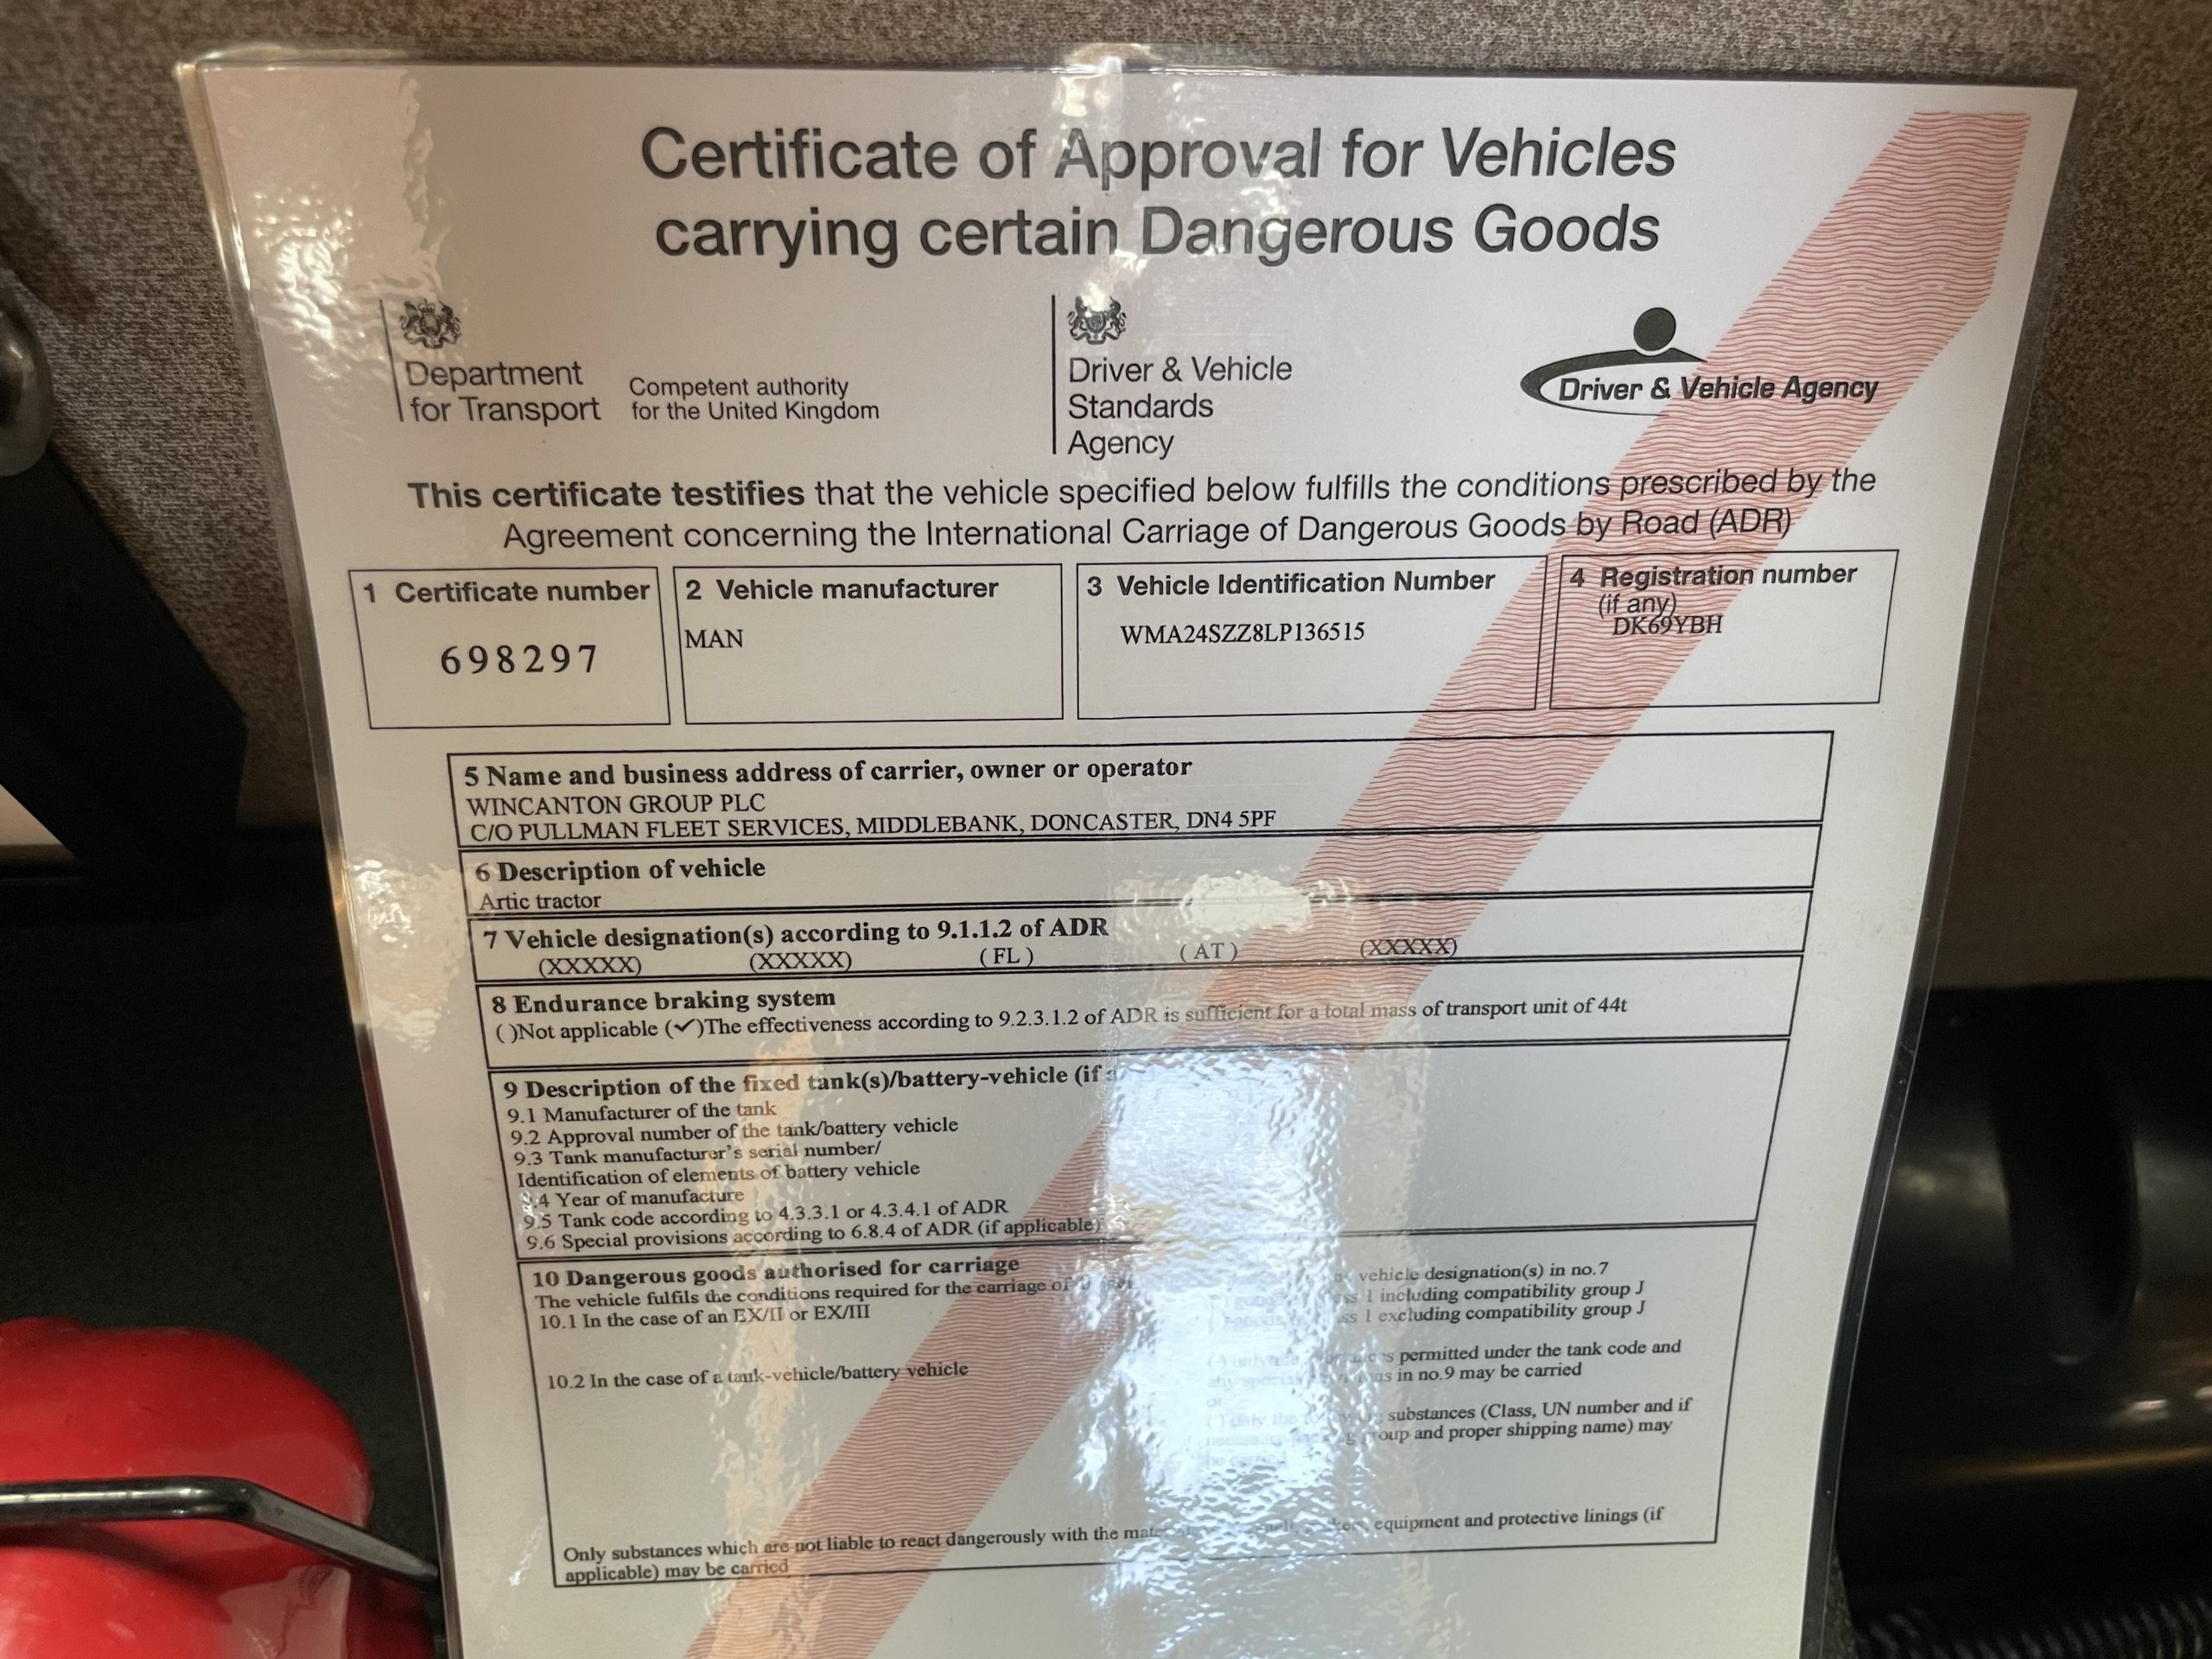 Certificate of Approval for Vehicles
carrying certain Dangerous Goods
Department
for Transport
Competent authority
for the United Kingdom
Driver & Vehicle
Standards
Agency
Driver & Vehicle Agency
This certificate testifies that the vehicle specified below fulfills the conditions prescribed by the
Agreement concerning the International Carriage of Dangerous Goods by Road (ADR)
1 Certificate number
698297
2 Vehicle manufacturer
MAN
3 Vehicle Identification Number
WMA24SZZ8LP136515
4 Registration number
(if any)
DK69YBH
5 Name and business address of carrier, owner or operator
WINCANTON GROUP PLC
C/O PULLMAN FLEET SERVICES, MIDDLEBANK, DONCASTER, DN4 5PF
6 Description of vehicle
Artic tractor
7 Vehicle designation(s) according to 9.1.1.2 of ADR
(XXXXX) (XXXXX) (FL) (AT) (XXXXX)
8 Endurance braking system
( )Not applicable (✓)The effectiveness according to 9.2.3.1.2 of ADR is sufficient for a total mass of transport unit of 44t
9 Description of the fixed tank(s)/battery-vehicle (if
9.1 Manufacturer of the tank
9.2 Approval number of the tank/battery vehicle
9.3 Tank manufacturer's serial number/
Identification of elements of battery vehicle
9.4 Year of manufacture
9.5 Tank code according to 4.3.3.1 or 4.3.4.1 of ADR
9.6 Special provisions according to 6.8.4 of ADR (if applicable)
10 Dangerous goods authorised for carriage
The vehicle fulfils the conditions required for the carriage of vehicle designation(s) in no.7
10.1 In the case of an EX/II or EX/III 1 including compatibility group J
1 excluding compatibility group J
10.2 In the case of a tank-vehicle/battery vehicle permitted under the tank code and
in no.9 may be carried
or
( ) only the substances (Class, UN number and if
group and proper shipping name) may
Only substances which are not liable to react dangerously with the equipment and protective linings (if
applicable) may be carried